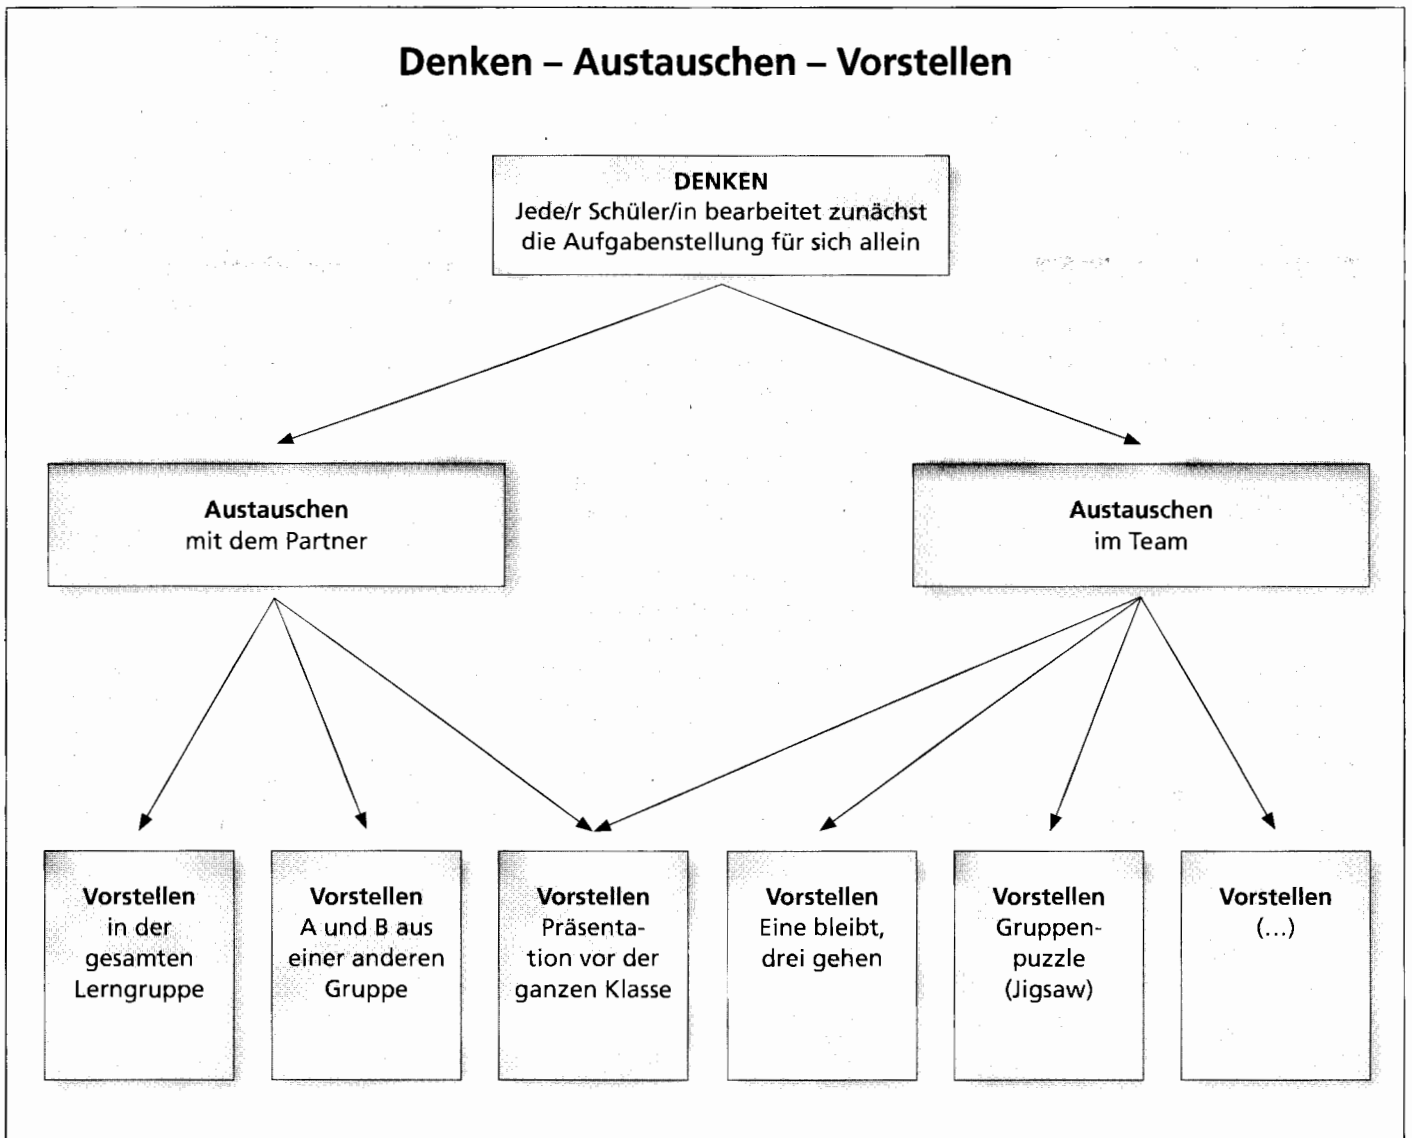 Denken – Austauschen – Vorstellen
DENKEN
Jede/r Schüler/in bearbeitet zunächst
die Aufgabenstellung für sich allein
Austauschen
mit dem Partner
Austauschen
im Team
Vorstellen
in der
gesamten
Lerngruppe
Vorstellen
A und B aus
einer anderen
Gruppe
Vorstellen
Präsenta-
tion vor der
ganzen Klasse
Vorstellen
Eine bleibt,
drei gehen
Vorstellen
Gruppen-
puzzle
(Jigsaw)
Vorstellen
(...)